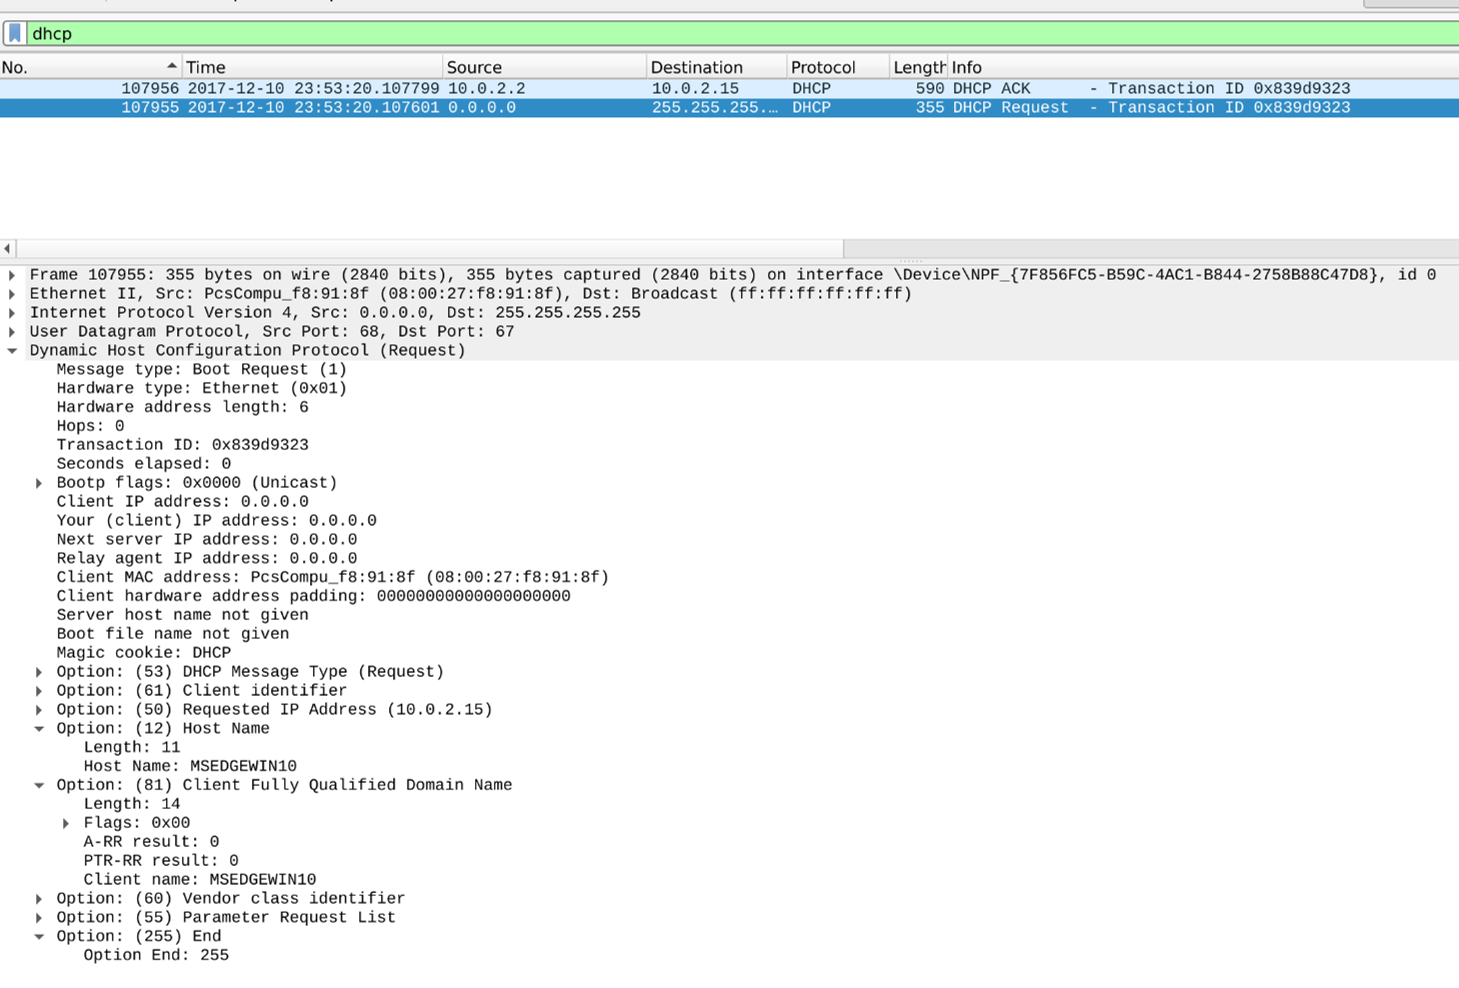 dhcp
No. Time Source Destination Protocol Length Info
107956 2017-12-10 23:53:20.107799 10.0.2.2 10.0.2.15 DHCP 590 DHCP ACK - Transaction ID 0x839d9323
107955 2017-12-10 23:53:20.107601 0.0.0.0 255.255.255.… DHCP 355 DHCP Request - Transaction ID 0x839d9323
Frame 107955: 355 bytes on wire (2840 bits), 355 bytes captured (2840 bits) on interface \Device\NPF_{7F856FC5-B59C-4AC1-B844-2758B88C47D8}, id 0
Ethernet II, Src: PcsCompu_f8:91:8f (08:00:27:f8:91:8f), Dst: Broadcast (ff:ff:ff:ff:ff:ff)
Internet Protocol Version 4, Src: 0.0.0.0, Dst: 255.255.255.255
User Datagram Protocol, Src Port: 68, Dst Port: 67
Dynamic Host Configuration Protocol (Request)
Message type: Boot Request (1)
Hardware type: Ethernet (0x01)
Hardware address length: 6
Hops: 0
Transaction ID: 0x839d9323
Seconds elapsed: 0
Bootp flags: 0x0000 (Unicast)
Client IP address: 0.0.0.0
Your (client) IP address: 0.0.0.0
Next server IP address: 0.0.0.0
Relay agent IP address: 0.0.0.0
Client MAC address: PcsCompu_f8:91:8f (08:00:27:f8:91:8f)
Client hardware address padding: 00000000000000000000
Server host name not given
Boot file name not given
Magic cookie: DHCP
Option: (53) DHCP Message Type (Request)
Option: (61) Client identifier
Option: (50) Requested IP Address (10.0.2.15)
Option: (12) Host Name
Length: 11
Host Name: MSEDGEWIN10
Option: (81) Client Fully Qualified Domain Name
Length: 14
Flags: 0x00
A-RR result: 0
PTR-RR result: 0
Client name: MSEDGEWIN10
Option: (60) Vendor class identifier
Option: (55) Parameter Request List
Option: (255) End
Option End: 255